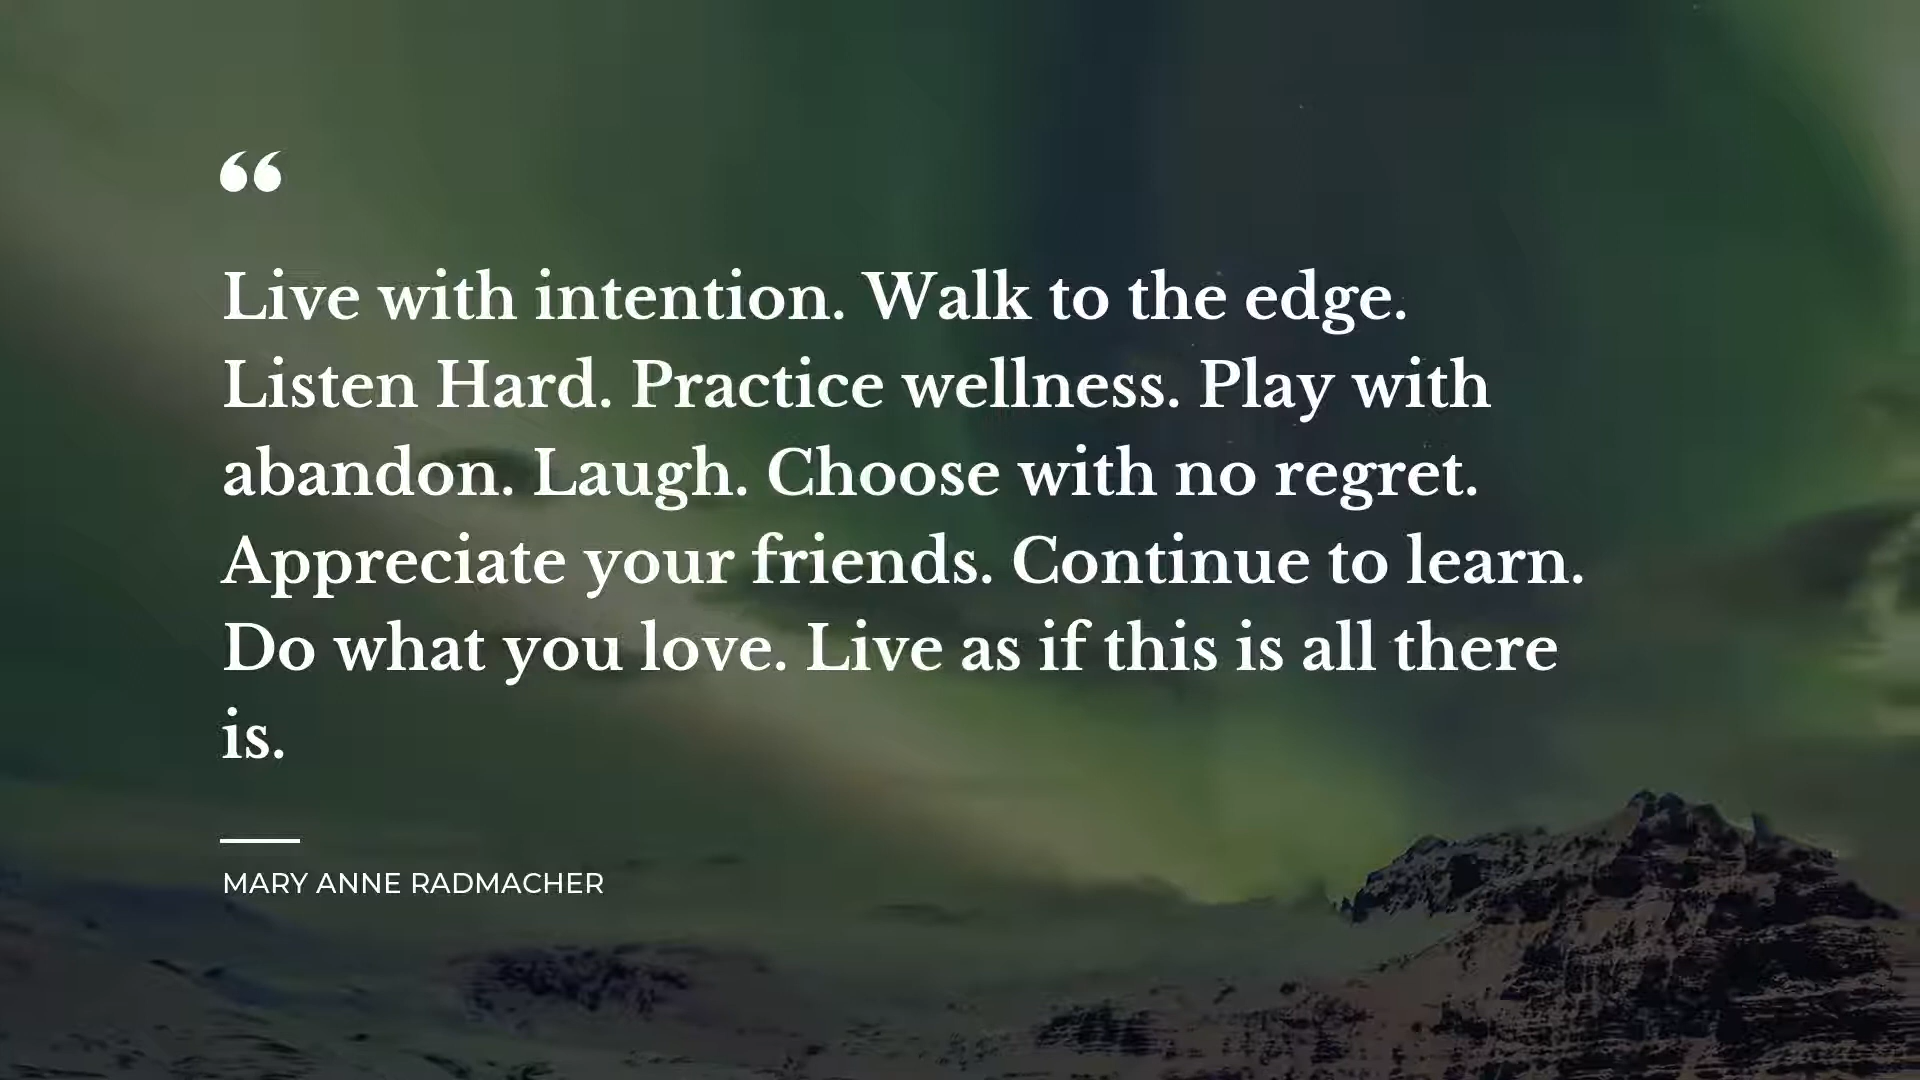 “
Live with intention. Walk to the edge.
Listen Hard. Practice wellness. Play with
abandon. Laugh. Choose with no regret.
Appreciate your friends. Continue to learn.
Do what you love. Live as if this is all there
is.
MARY ANNE RADMACHER